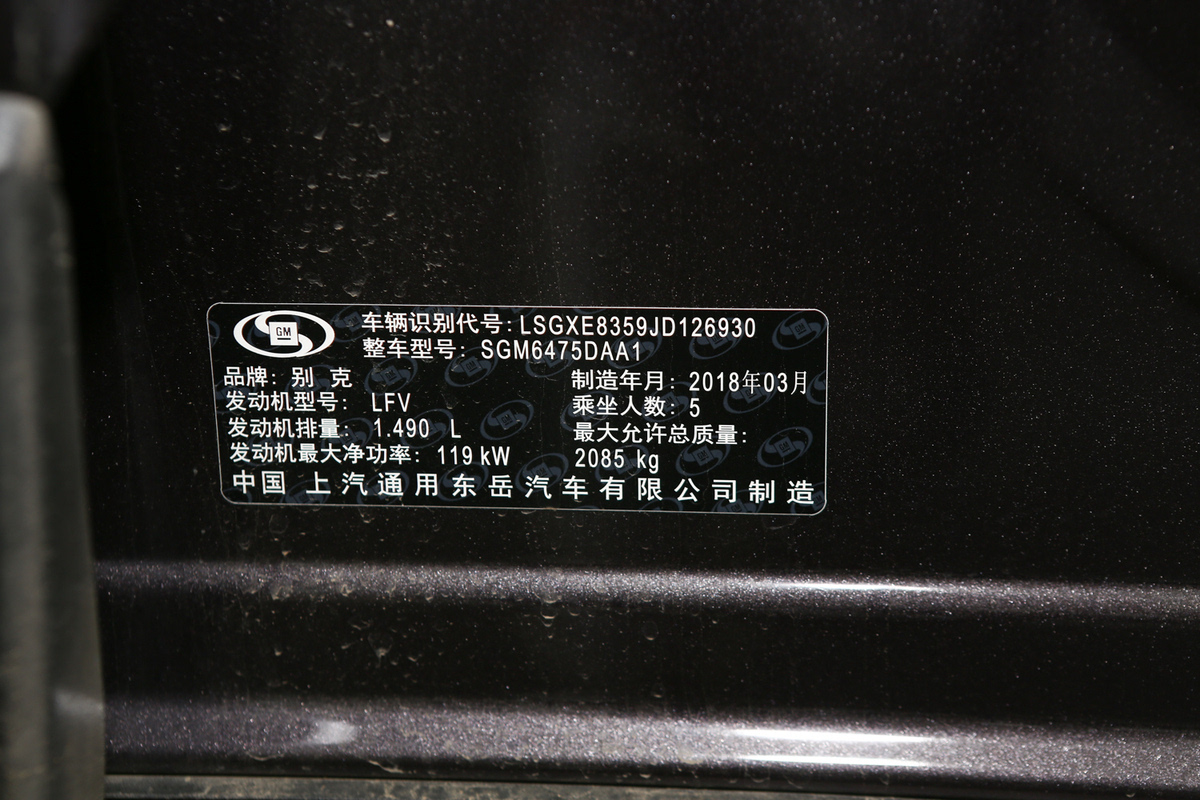 GM
车辆识别代号: LSGXE8359JD126930
整车型号: SGM6475DAA1
品牌: 别 克
制造年月: 2018年03月
发动机型号: LFV
乘坐人数: 5
发动机排量: 1.490 L
最大允许总质量:
发动机最大净功率: 119 kW
2085 kg
中国 上汽通用东岳汽车有限公司制造